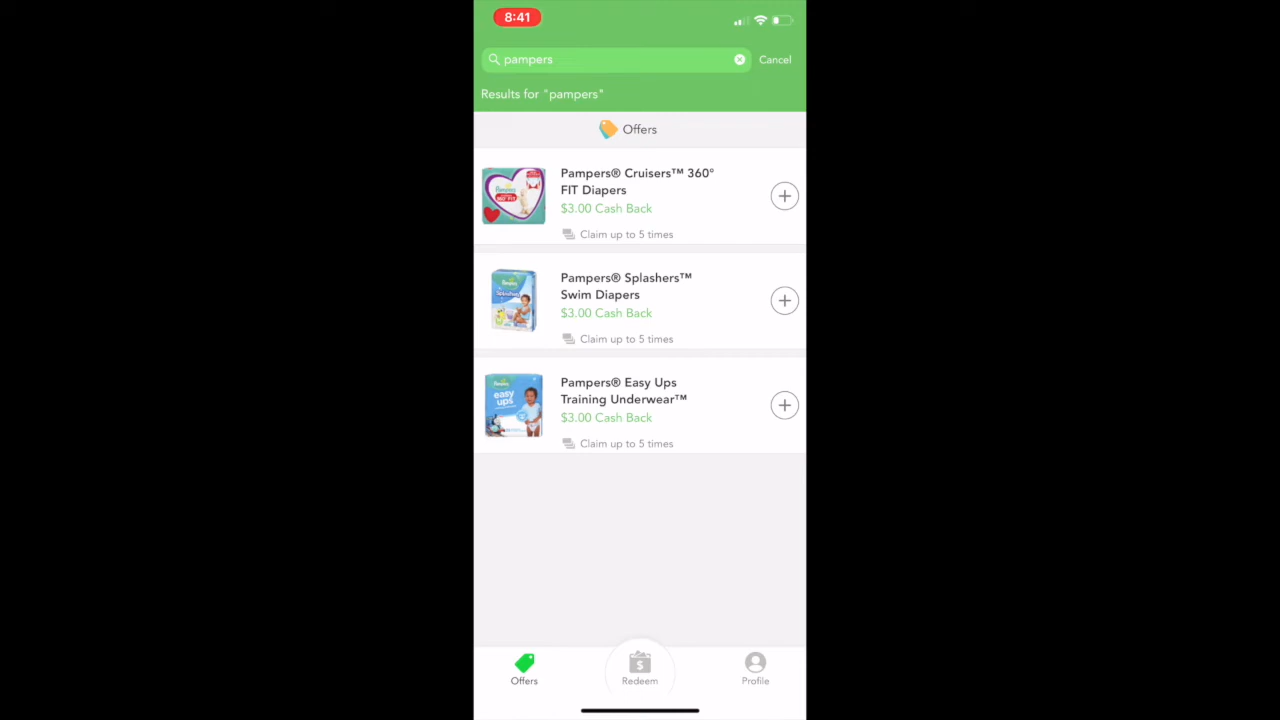 8:41
pampers
Cancel
Results for "pampers"
Offers
Pampers® Cruisers™ 360°
FIT Diapers
$3.00 Cash Back
Claim up to 5 times
Pampers® Splashers™
Swim Diapers
$3.00 Cash Back
Claim up to 5 times
easy
ups
Pampers® Easy Ups
Training Underwear™
$3.00 Cash Back
Claim up to 5 times
Offers
Redeem
Profile